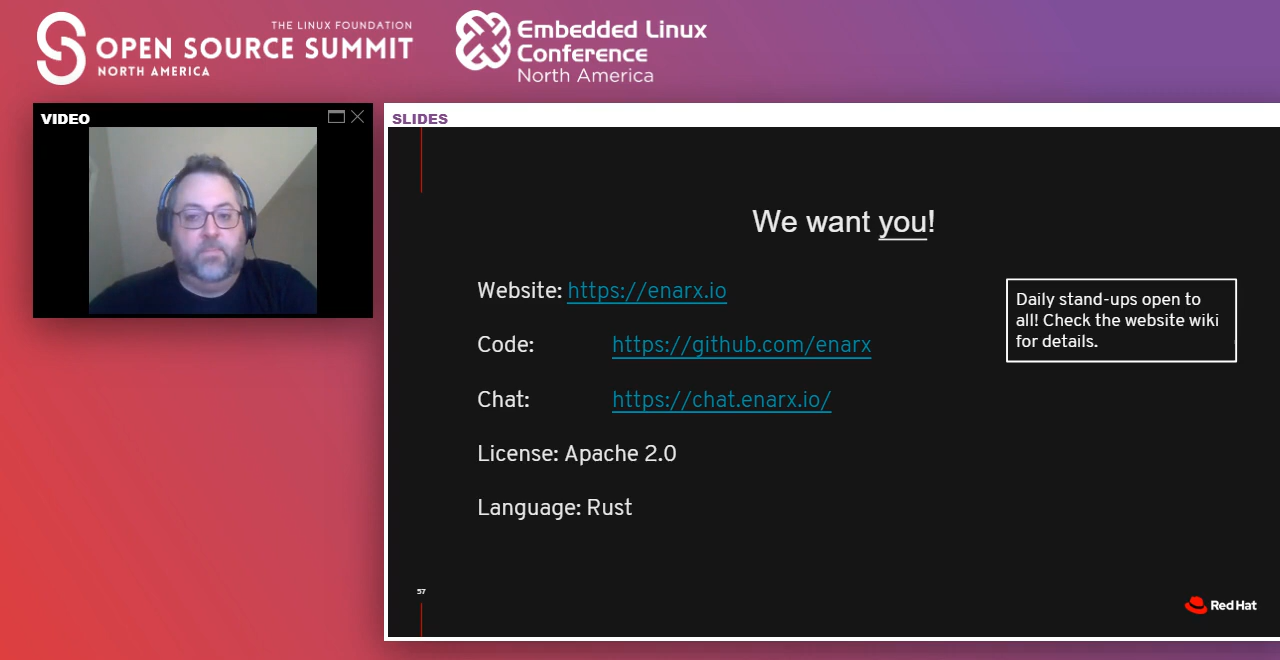 THE LINUX FOUNDATION
OPEN SOURCE SUMMIT
NORTH AMERICA
Embedded Linux
Conference
North America
VIDEO
SLIDES
We want you!
Website: https://enarx.io
Daily stand-ups open to
all! Check the website wiki
for details.
Code: https://github.com/enarx
Chat: https://chat.enarx.io/
License: Apache 2.0
Language: Rust
57
Red Hat